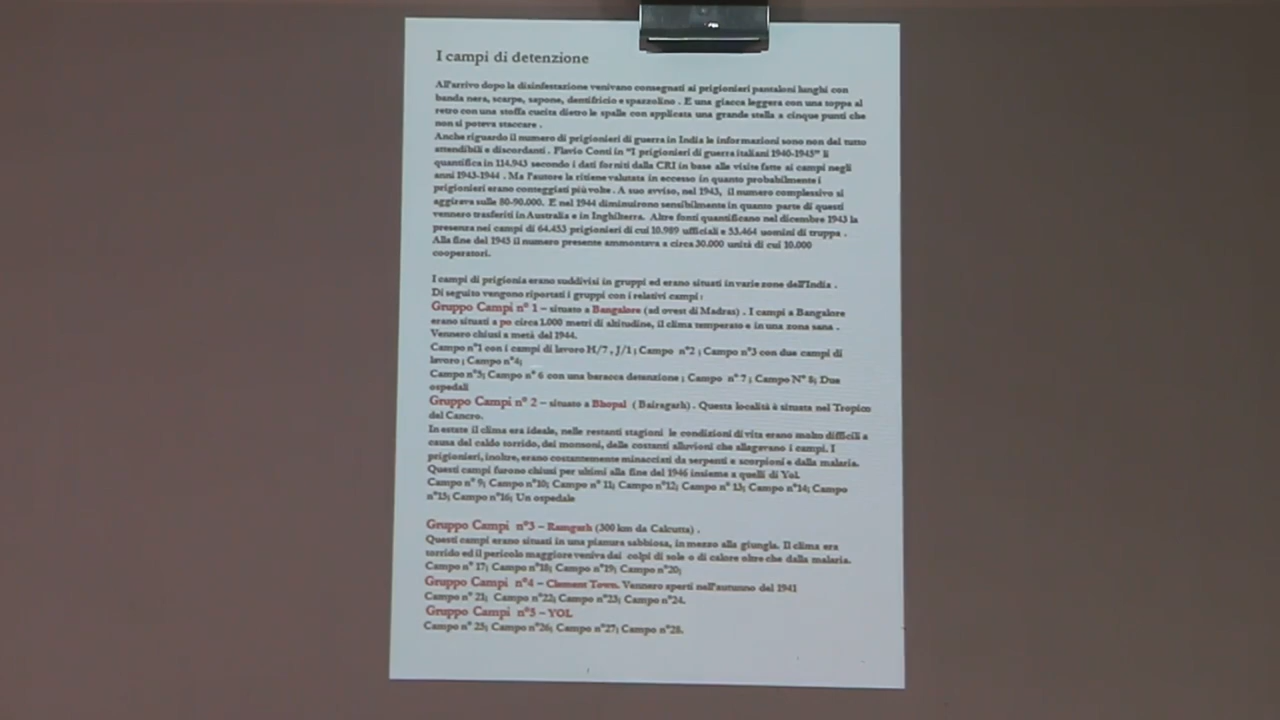 I campi di detenzione
All'arrivo dopo la disinfestazione venivano consegnati ai prigionieri pantaloni lunghi con
banda nera, scarpe, sapone, dentifricio e spazzolino . E una giacca leggera con una toppa al
retro con una stoffa cucita dietro le spalle con applicata una grande stella a cinque punti che
non si poteva staccare .
Anche riguardo il numero di prigionieri di guerra in India le informazioni sono non del tutto
attendibili e discordanti . Flavio Conti in "I prigionieri di guerra italiani 1940-1945" li
quantifica in 114.943 secondo i dati forniti dalla CRI in base alle visite fatte ai campi negli
anni 1943-1944 . Ma l'autore la ritiene valutata in eccesso in quanto probabilmente i
prigionieri erano conteggiati più volte . A suo avviso, nel 1943, il numero complessivo si
aggirava sulle 80-90.000. E nel 1944 diminuirono sensibilmente in quanto parte di questi
vennero trasferiti in Australia e in Inghilterra. Altre fonti quantificano nel dicembre 1943 la
presenza nei campi di 64.453 prigionieri di cui 10.989 ufficiali e 53.464 uomini di truppa .
Alla fine del 1945 il numero presente ammontava a circa 30.000 unità di cui 10.000
cooperatori.
I campi di prigionia erano suddivisi in gruppi ed erano situati in varie zone dell'India .
Di seguito vengono riportati i gruppi con i relativi campi :
Gruppo Campi n° 1 – situato a Bangalore (ad ovest di Madras) . I campi a Bangalore
erano situati a po circa 1.000 metri di altitudine, il clima temperato e in una zona sana .
Vennero chiusi a metà del 1944.
Campo n°1 con i campi di lavoro H/7 , J/1 ; Campo n°2 ; Campo n°3 con due campi di
lavoro ; Campo n°4;
Campo n°5; Campo n° 6 con una baracca detenzione ; Campo n° 7 ; Campo N° 8; Due
ospedali
Gruppo Campi n° 2 – situato a Bhopal ( Bairagarh) . Questa località è situata nel Tropico
del Cancro.
In estate il clima era ideale, nelle restanti stagioni le condizioni di vita erano molto difficili a
causa del caldo torrido, dei monsoni, delle costanti alluvioni che allagavano i campi. I
prigionieri, inoltre, erano costantemente minacciati da serpenti e scorpioni e dalla malaria.
Questi campi furono chiusi per ultimi alla fine del 1946 insieme a quelli di Yol.
Campo n° 9; Campo n°10; Campo n° 11; Campo n°12; Campo n° 13; Campo n°14; Campo
n°15; Campo n°16; Un ospedale
Gruppo Campi n°3 – Ramgarh (300 km da Calcutta) .
Questi campi erano situati in una pianura sabbiosa, in mezzo alla giungla. Il clima era
torrido ed il pericolo maggiore veniva dai colpi di sole o di calore oltre che dalla malaria.
Campo n° 17; Campo n°18; Campo n°19; Campo n°20;
Gruppo Campi n°4 – Clement Town. Vennero aperti nell'autunno del 1941
Campo n° 21; Campo n°22; Campo n°23; Campo n°24.
Gruppo Campi n°5 – YOL
Campo n° 25; Campo n°26; Campo n°27; Campo n°28.